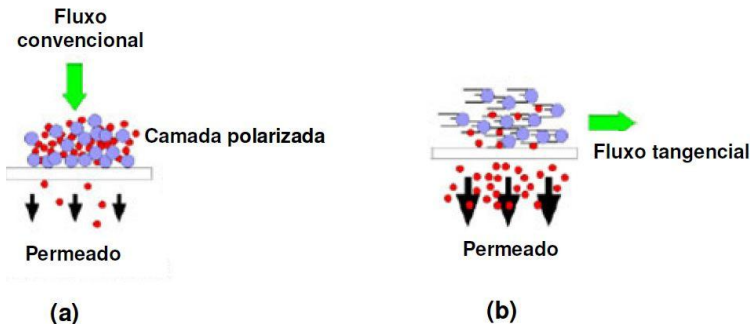 Fluxo
convencional
Camada polarizada
Permeado
(a)
Fluxo tangencial
Permeado
(b)